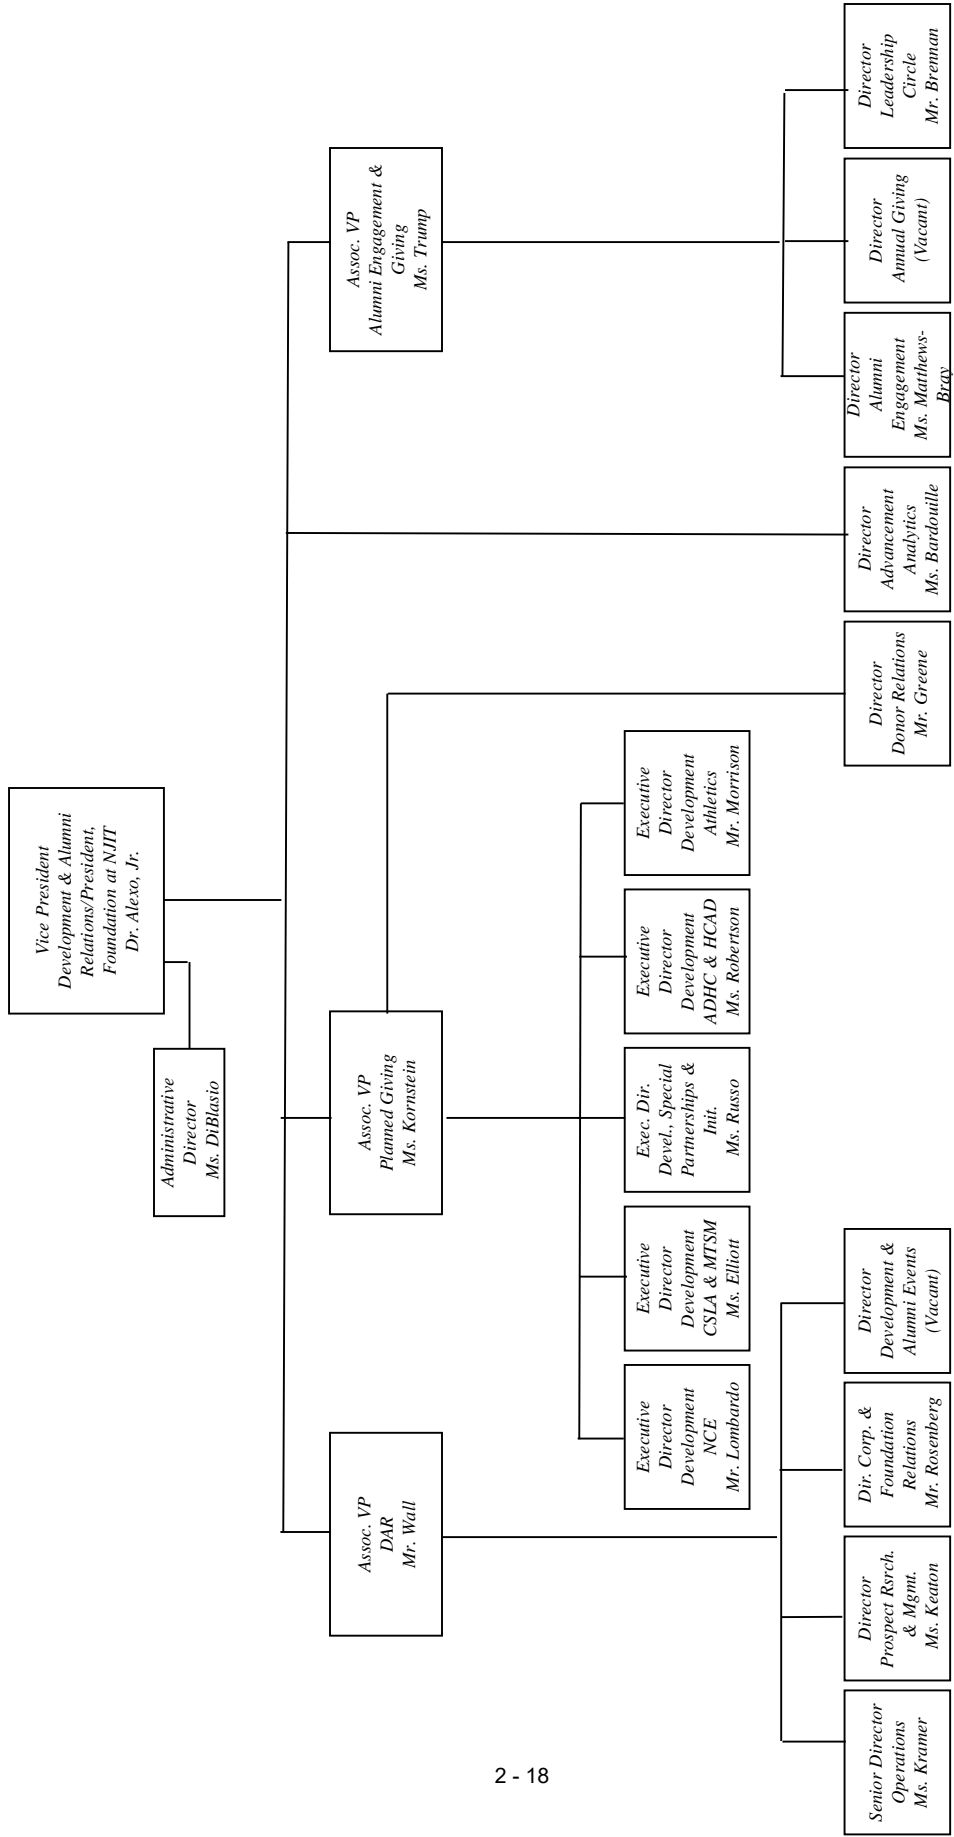 Vice President
Development & Alumni
Relations/President,
Foundation at NJIT
Dr. Alexo, Jr.
Administrative
Director
Ms. DiBlasio
Assoc. VP
DAR
Mr. Wall
Assoc. VP
Planned Giving
Ms. Kornstein
Assoc. VP
Alumni Engagement &
Giving
Ms. Trump
Executive
Director
Development
NCE
Mr. Lombardo
Executive
Director
Development
CSLA & MTSM
Ms. Elliott
Exec. Dir.
Devel., Special
Partnerships &
Init.
Ms. Russo
Executive
Director
Development
ADHC & HCAD
Ms. Robertson
Executive
Director
Development
Athletics
Mr. Morrison
Senior Director
Operations
Ms. Kramer
Director
Prospect Rsrch.
& Mgmt.
Ms. Keaton
Dir. Corp. &
Foundation
Relations
Mr. Rosenberg
Director
Development &
Alumni Events
(Vacant)
Director
Donor Relations
Mr. Greene
Director
Advancement
Analytics
Ms. Bardouille
Director
Alumni
Engagement
Ms. Matthews-
Bray
Director
Annual Giving
(Vacant)
Director
Leadership
Circle
Mr. Brennan
2 - 18